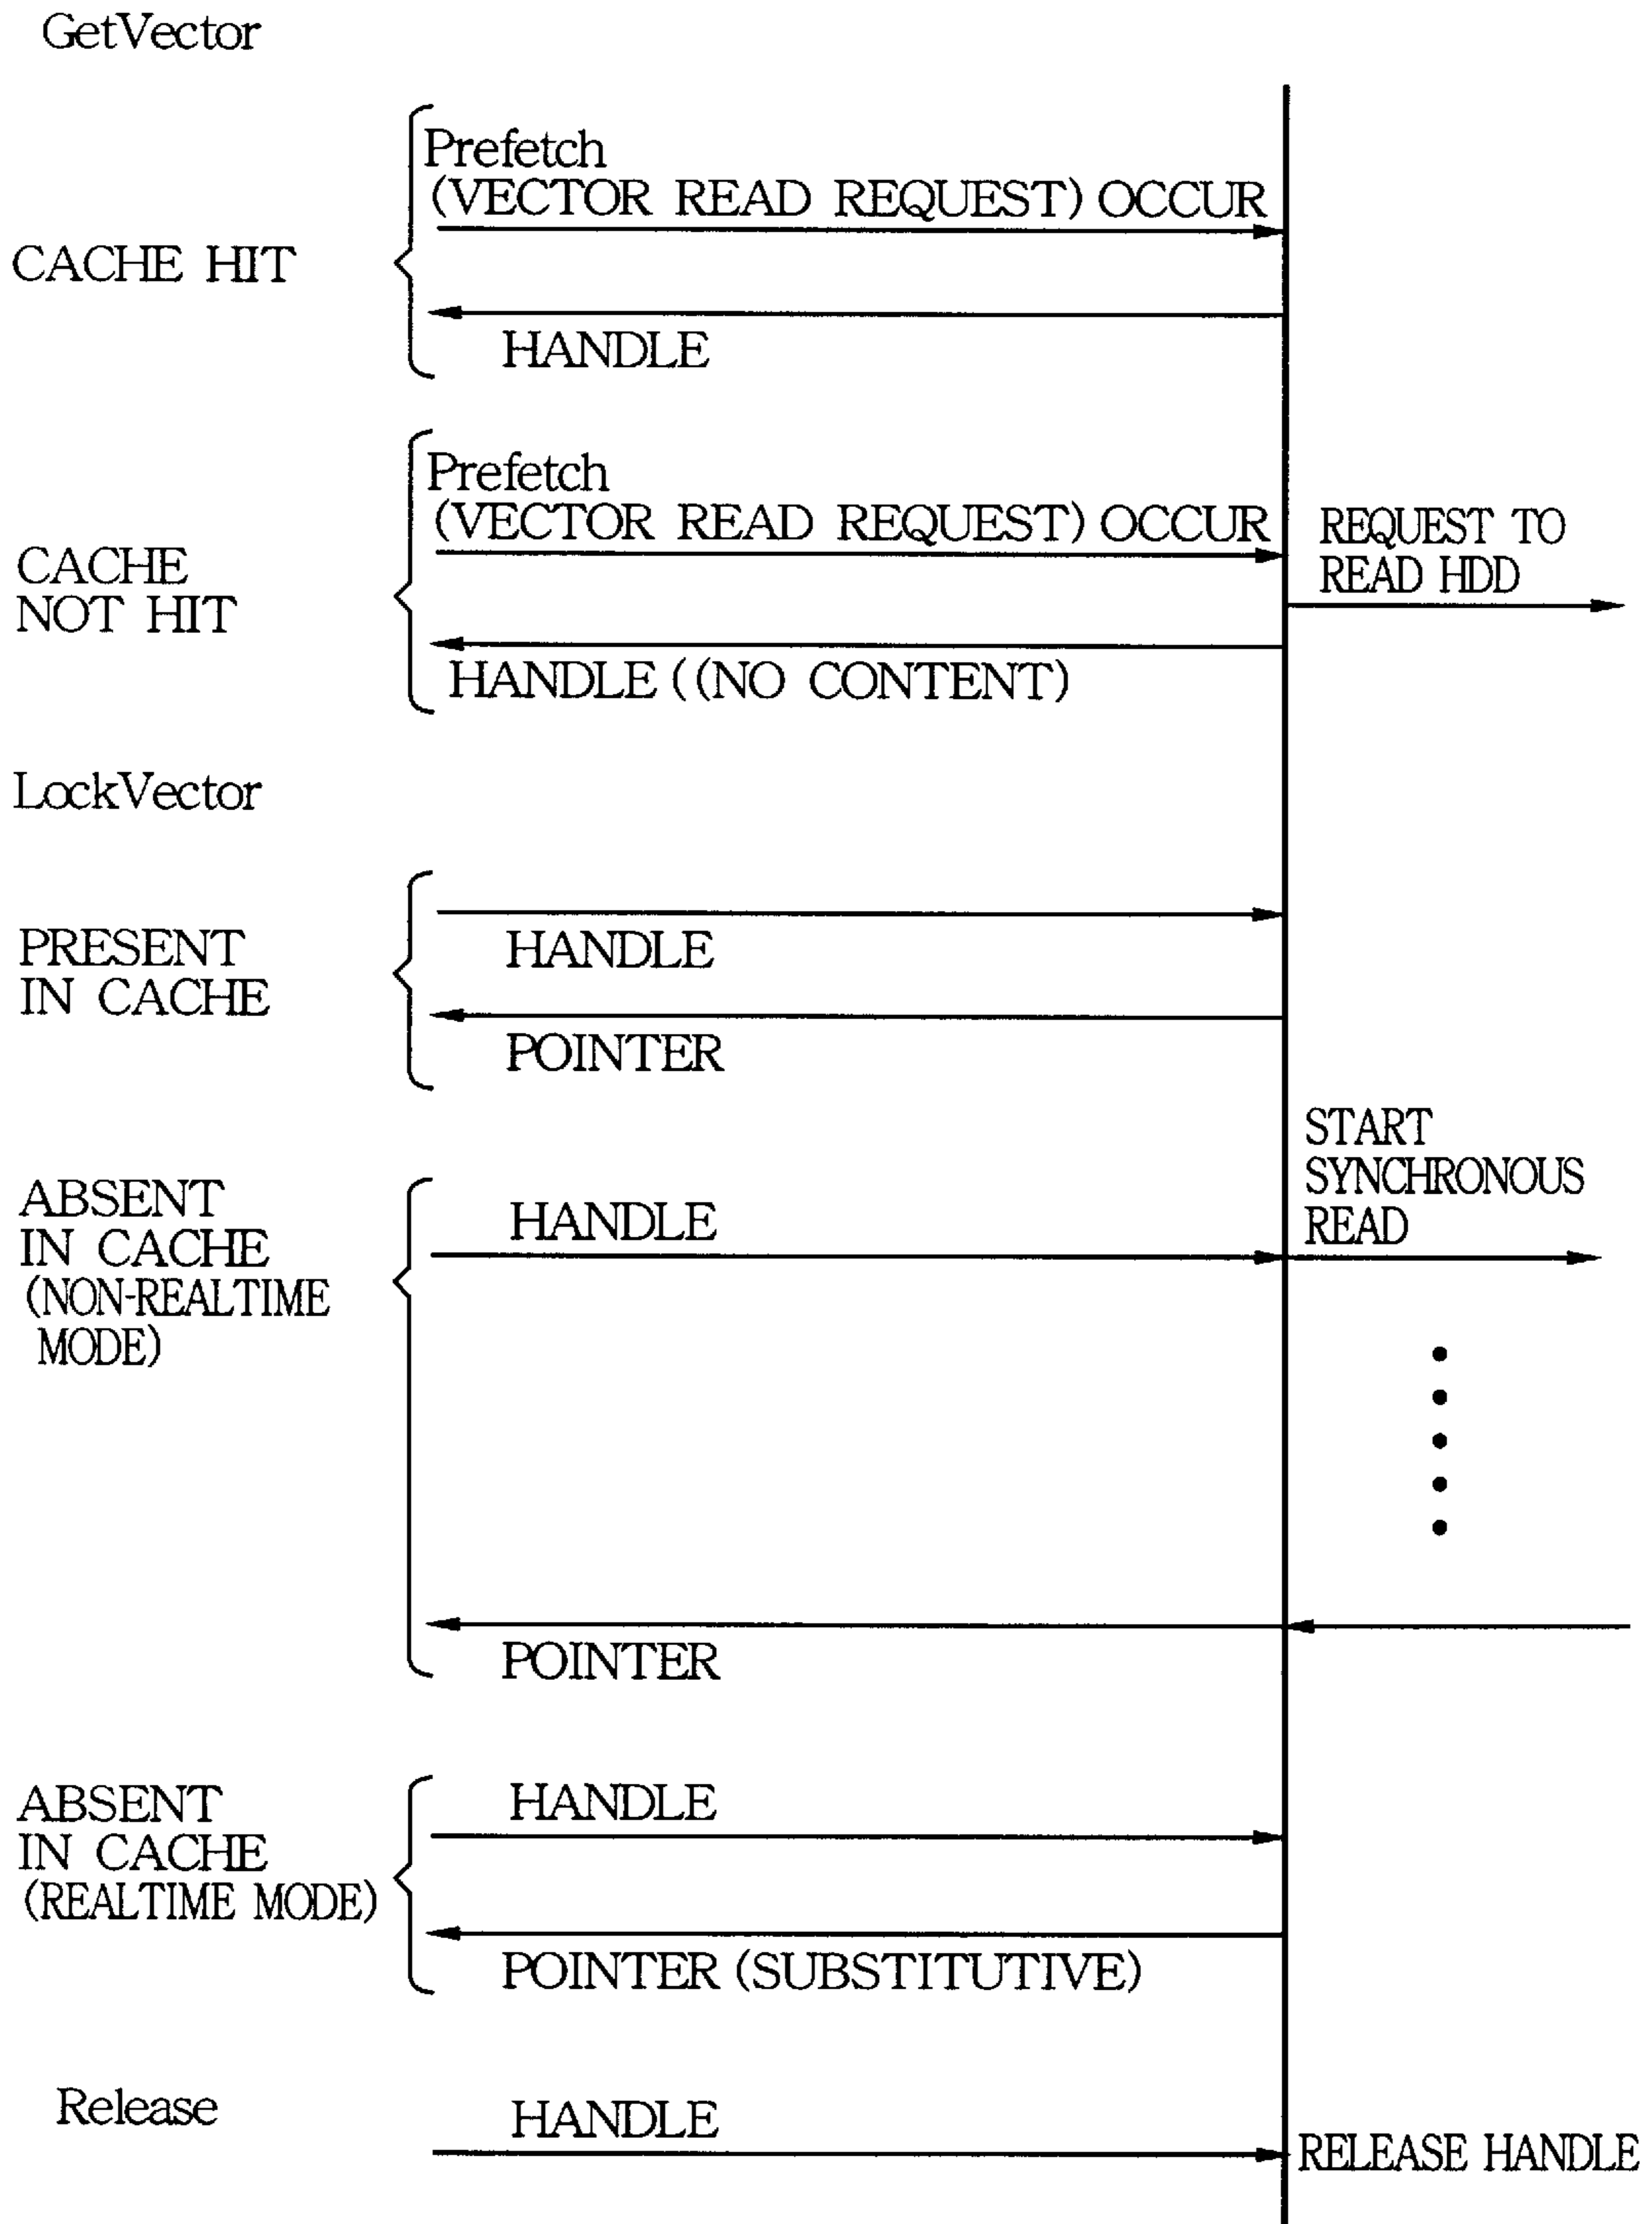 GetVector
Prefetch
(VECTOR READ REQUEST) OCCUR
CACHE HIT
HANDLE
Prefetch
(VECTOR READ REQUEST) OCCUR
REQUEST TO
READ HDD
CACHE
NOT HIT
HANDLE ((NO CONTENT)
LockVector
PRESENT
IN CACHE
HANDLE
POINTER
START
SYNCHRONOUS
READ
ABSENT
IN CACHE
(NON-REALTIME
MODE)
HANDLE
POINTER
ABSENT
IN CACHE
(REALTIME MODE)
HANDLE
POINTER (SUBSTITUTIVE)
Release
HANDLE
RELEASE HANDLE